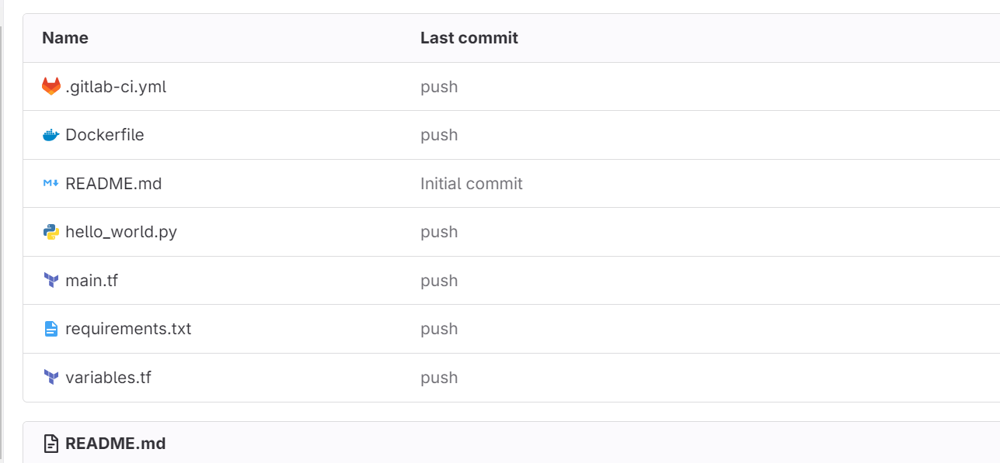 Name Last commit
.gitlab-ci.yml push
Dockerfile push
README.md Initial commit
hello_world.py push
main.tf push
requirements.txt push
variables.tf push
README.md